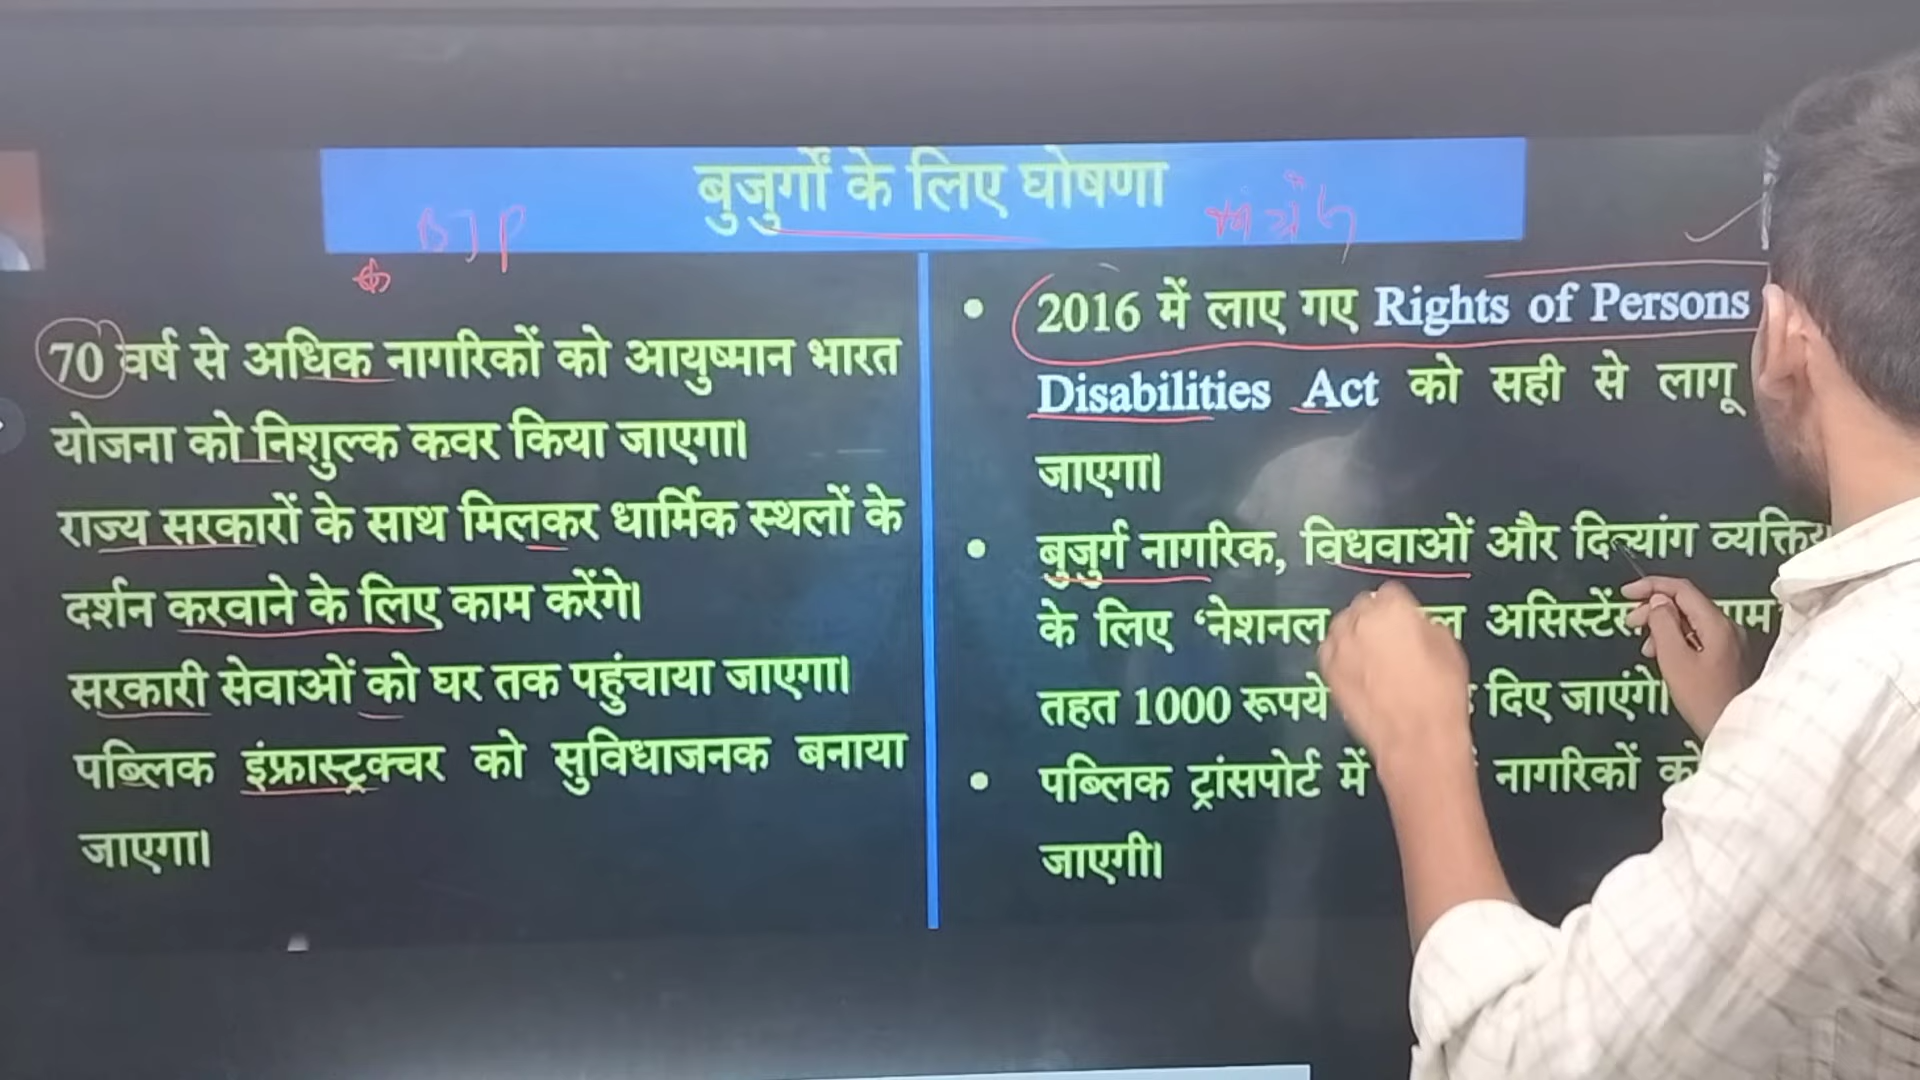 बुजुर्गों के लिए घोषणा
BJP
70 वर्ष से अधिक नागरिकों को आयुष्मान भारत
योजना को निशुल्क कवर किया जाएगा।
राज्य सरकारों के साथ मिलकर धार्मिक स्थलों के
दर्शन करवाने के लिए काम करेंगे।
सरकारी सेवाओं को घर तक पहुंचाया जाएगा।
पब्लिक इंफ्रास्ट्रक्चर को सुविधाजनक बनाया
जाएगा।
• 2016 में लाए गए Rights of Persons
Disabilities Act को सही से लागू
जाएगा।
• बुजुर्ग नागरिक, विधवाओं और दिव्यांग
के लिए ‘नेशनल
तहत 1000 रूपये दिए जाएंगे।
• पब्लिक ट्रांसपोर्ट में नागरिकों को
जाएगी।